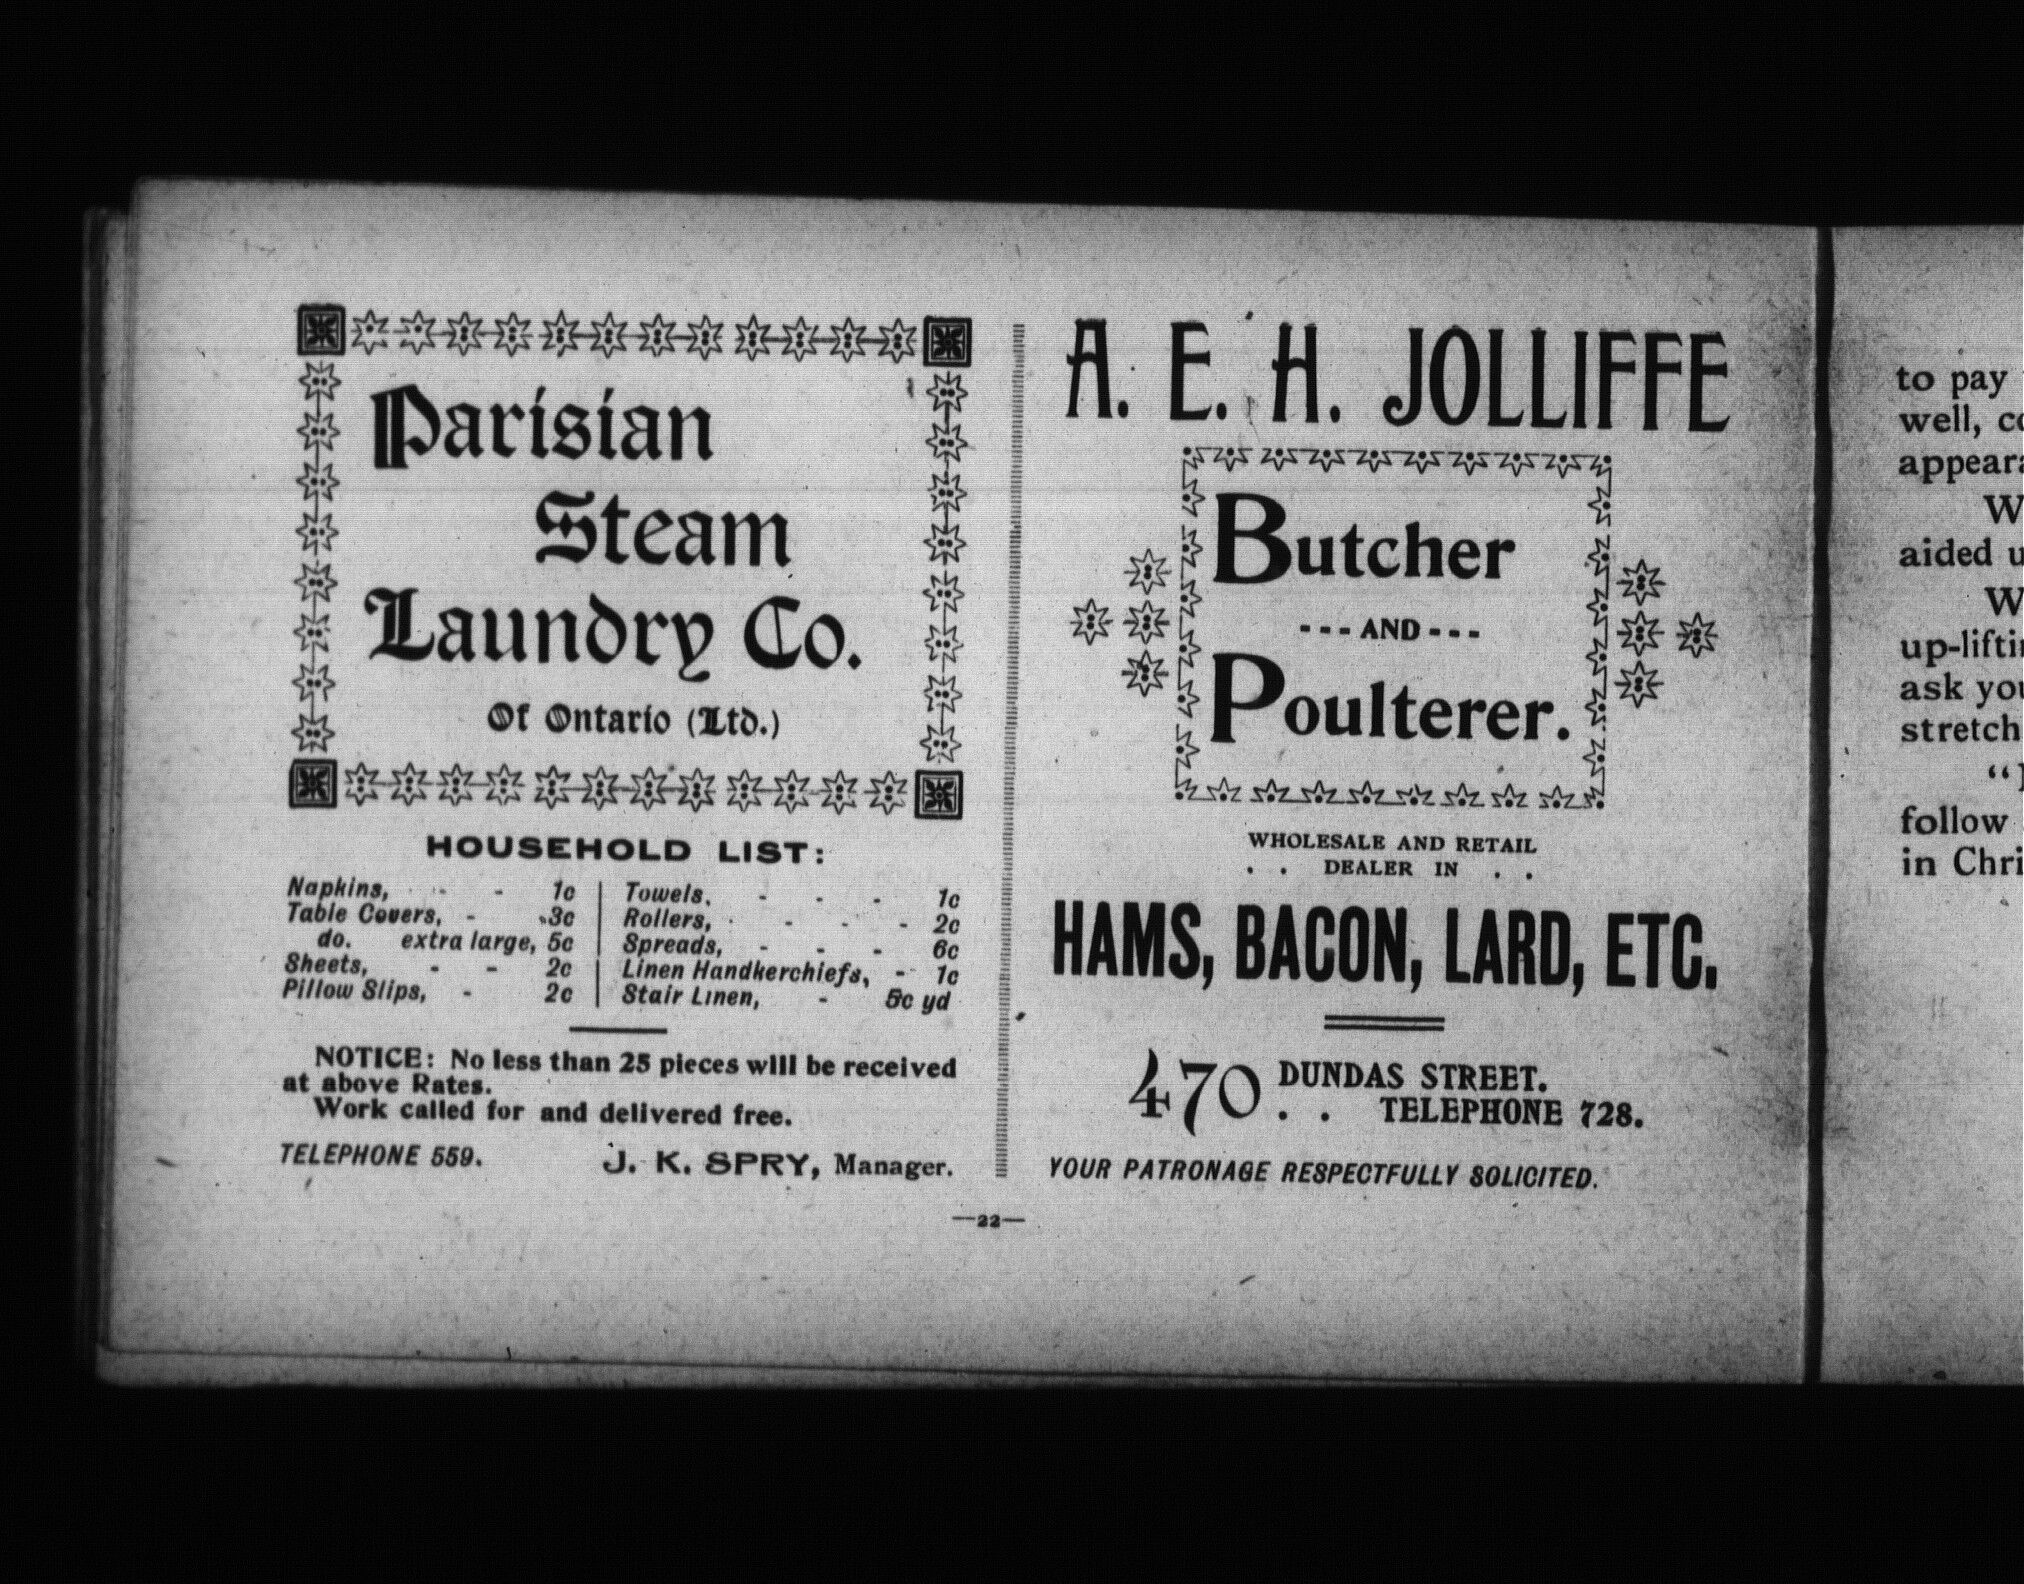 Parisian
Steam
Laundry Co.
Of Ontario (Ltd.)
HOUSEHOLD LIST:
Napkins, - - 1c
Table Covers, - 3c
do. extra large, 5c
Sheets, - - 2c
Pillow Slips, - 2c
Towels, - - - 1c
Rollers, - - - 2c
Spreads, - - - 6c
Linen Handkerchiefs, - 1c
Stair Linen, - 5c yd
NOTICE: No less than 25 pieces will be received
at above Rates.
Work called for and delivered free.
TELEPHONE 559. J. K. SPRY, Manager.
A. E. H. JOLLIFFE
Butcher
---AND---
Poulterer.
WHOLESALE AND RETAIL
. . DEALER IN . .
HAMS, BACON, LARD, ETC.
470 DUNDAS STREET.
. . TELEPHONE 728.
YOUR PATRONAGE RESPECTFULLY SOLICITED.
—22—
to pay
well,
aided
up-lifti
ask you
stretch
follow
in Chri